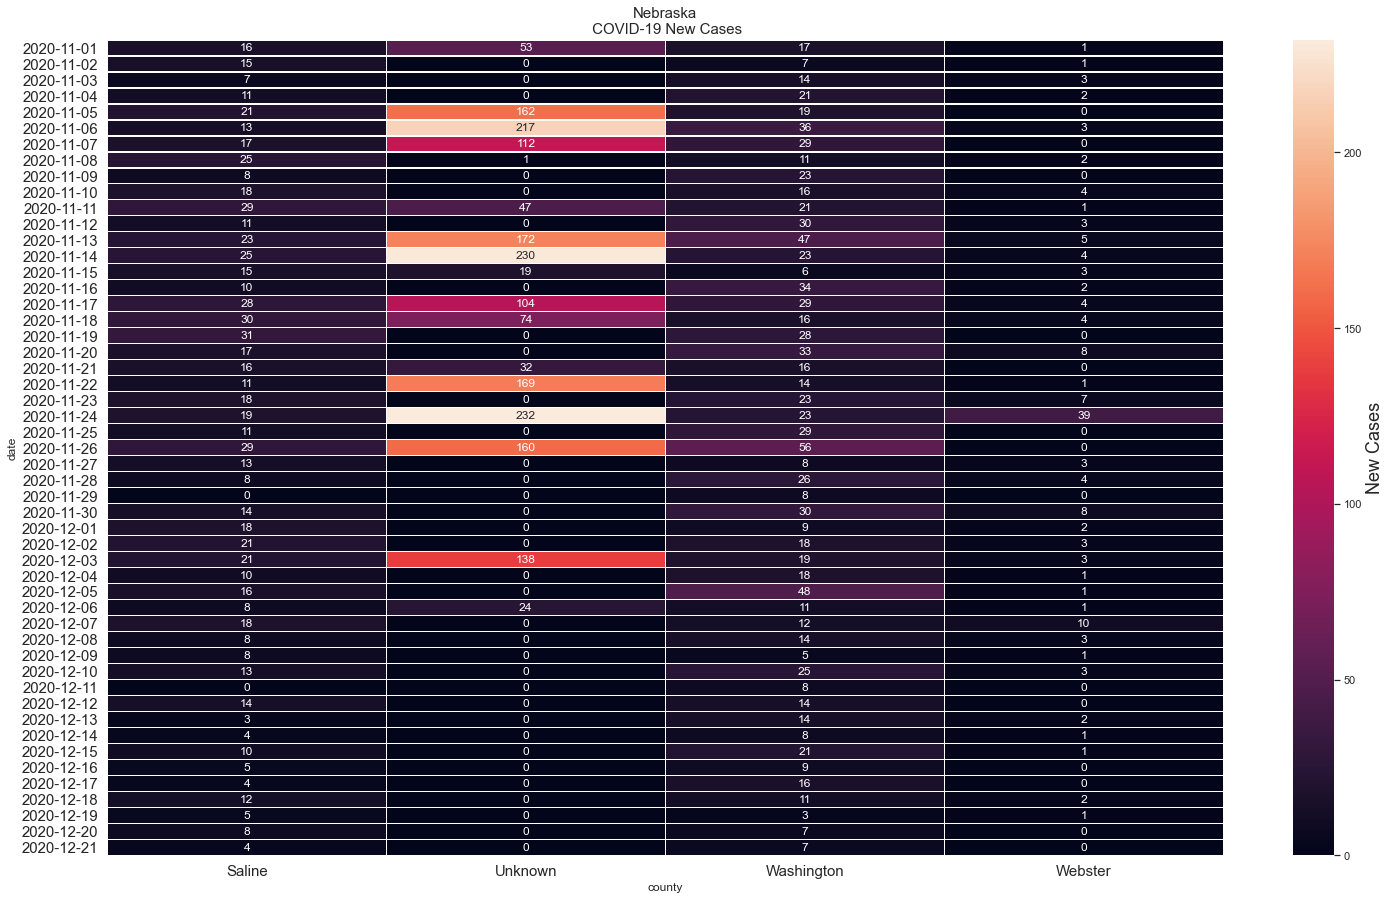 Nebraska
COVID-19 New Cases
2020-11-01 16 53 17 1
2020-11-02 15 0 7 1
2020-11-03 7 0 14 3
2020-11-04 11 0 21 2
2020-11-05 21 162 19 0
2020-11-06 13 217 36 3
2020-11-07 17 112 29 0
2020-11-08 25 1 11 2
2020-11-09 8 0 23 0
2020-11-10 18 0 16 4
2020-11-11 29 47 21 1
2020-11-12 11 0 30 3
2020-11-13 23 172 47 5
2020-11-14 25 230 23 4
2020-11-15 15 19 6 3
2020-11-16 10 0 34 2
2020-11-17 28 104 29 4
2020-11-18 30 74 16 4
2020-11-19 31 0 28 0
2020-11-20 17 0 33 8
2020-11-21 16 32 16 0
2020-11-22 11 169 14 1
2020-11-23 18 0 23 7
2020-11-24 19 232 23 39
2020-11-25 11 0 29 0
2020-11-26 29 160 56 0
2020-11-27 13 0 8 3
2020-11-28 8 0 26 4
2020-11-29 0 0 8 0
2020-11-30 14 0 30 8
2020-12-01 18 0 9 2
2020-12-02 21 0 18 3
2020-12-03 21 138 19 3
2020-12-04 10 0 18 1
2020-12-05 16 0 48 1
2020-12-06 8 24 11 1
2020-12-07 18 0 12 10
2020-12-08 8 0 14 3
2020-12-09 8 0 5 1
2020-12-10 13 0 25 3
2020-12-11 0 0 8 0
2020-12-12 14 0 14 0
2020-12-13 3 0 14 2
2020-12-14 4 0 8 1
2020-12-15 10 0 21 1
2020-12-16 5 0 9 0
2020-12-17 4 0 16 0
2020-12-18 12 0 11 2
2020-12-19 5 0 3 1
2020-12-20 8 0 7 0
2020-12-21 4 0 7 0
date
Saline Unknown Washington Webster
county
200
150
100
50
0
New Cases